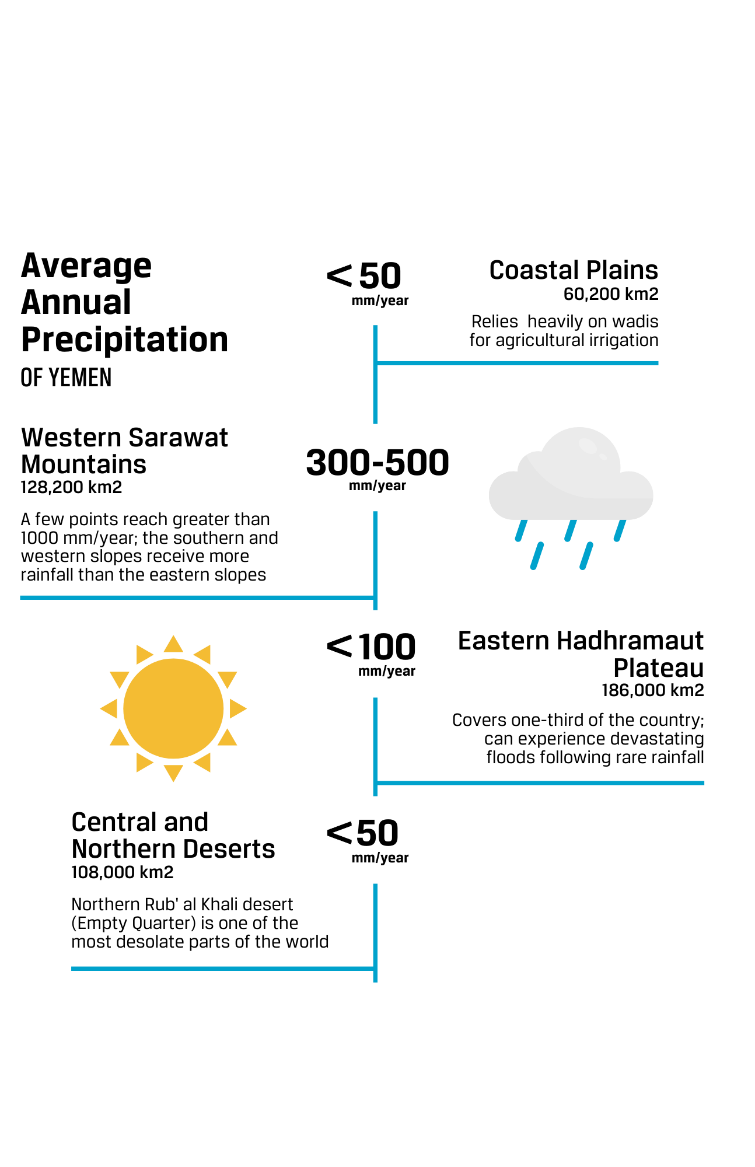 Average
Annual
Precipitation
OF YEMEN
<50
mm/year
Coastal Plains
60,200 km2
Relies heavily on wadis
for agricultural irrigation
Western Sarawat
Mountains
128,200 km2
A few points reach greater than
1000 mm/year; the southern and
western slopes receive more
rainfall than the eastern slopes
300-500
mm/year
<100
mm/year
Eastern Hadhramaut
Plateau
186,000 km2
Covers one-third of the country;
can experience devastating
floods following rare rainfall
Central and
Northern Deserts
108,000 km2
Northern Rub' al Khali desert
(Empty Quarter) is one of the
most desolate parts of the world
<50
mm/year